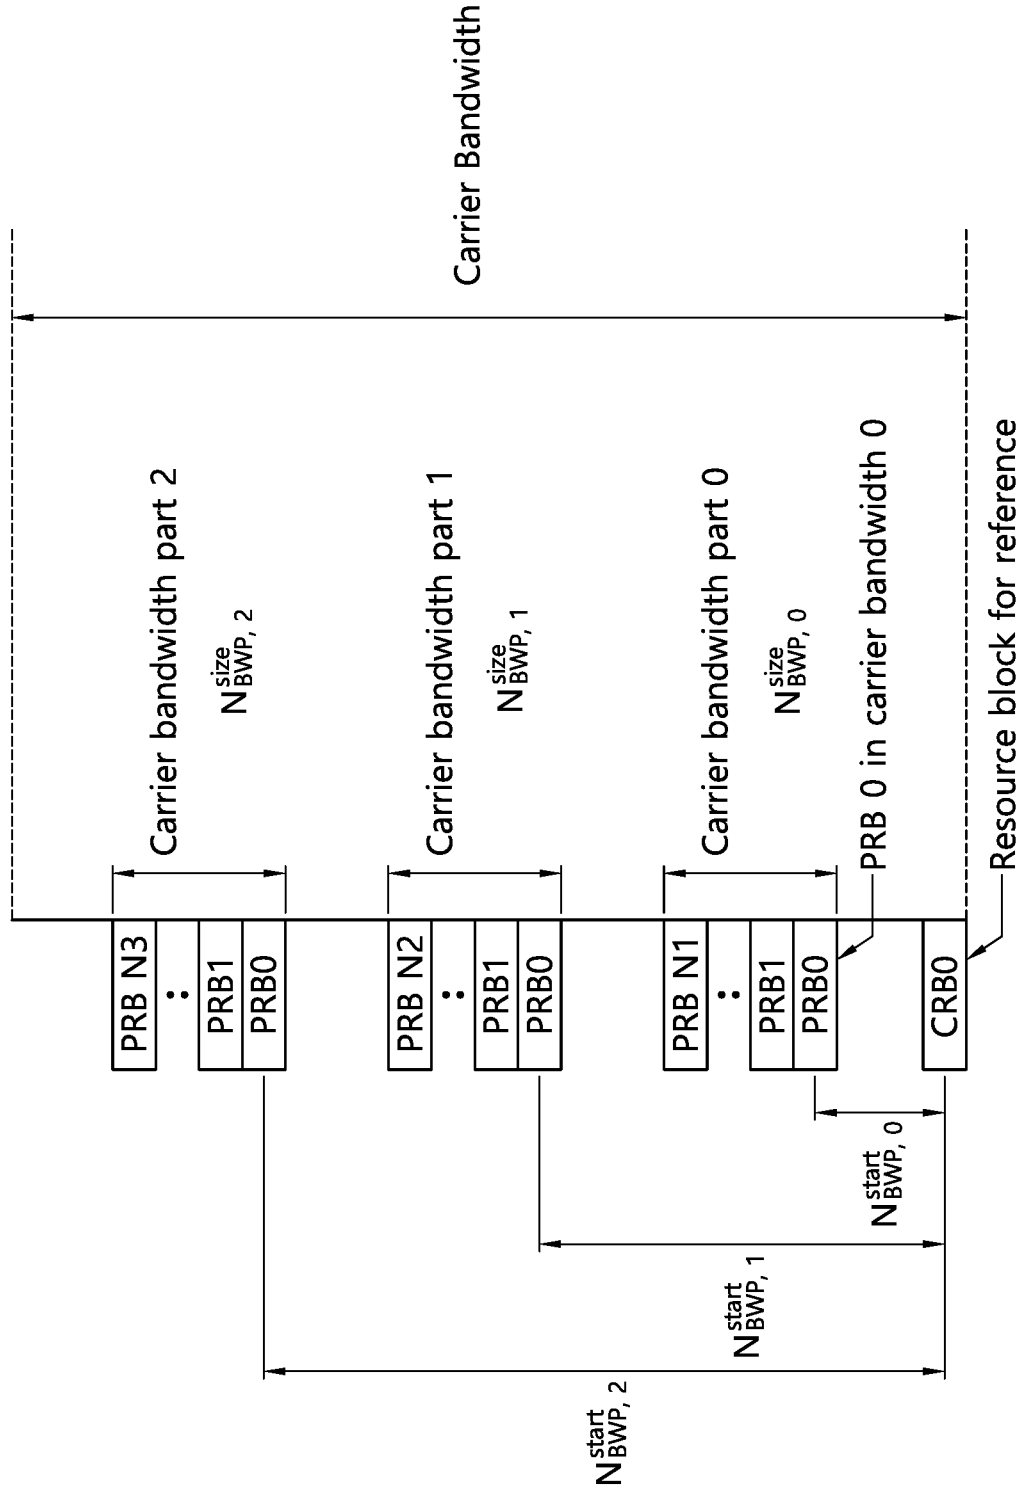 Carrier Bandwidth
Carrier bandwidth part 2
N^size_BWP, 2
Carrier bandwidth part 1
N^size_BWP, 1
Carrier bandwidth part 0
N^size_BWP, 0
PRB 0 in carrier bandwidth 0
Resource block for reference
PRB N3
:
PRB1
PRB0
PRB N2
:
PRB1
PRB0
PRB N1
:
PRB1
PRB0
CRB0
N^start_BWP, 0
N^start_BWP, 1
N^start_BWP, 2